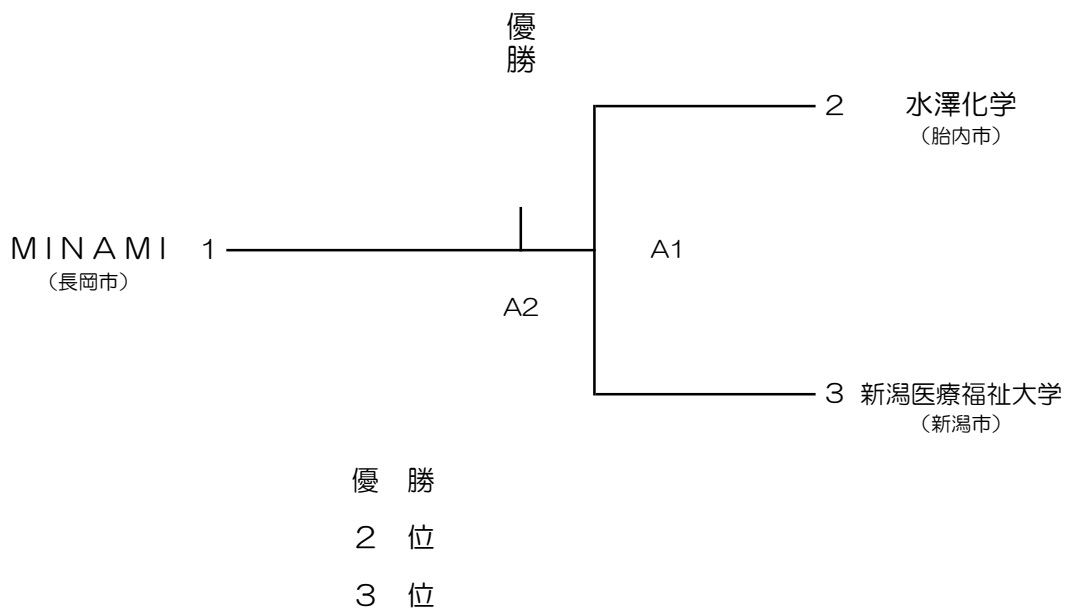 優勝
2 水澤化学
（胎内市）
MINAMI 1
（長岡市）
A1
A2
3 新潟医療福祉大学
（新潟市）
優 勝
2 位
3 位